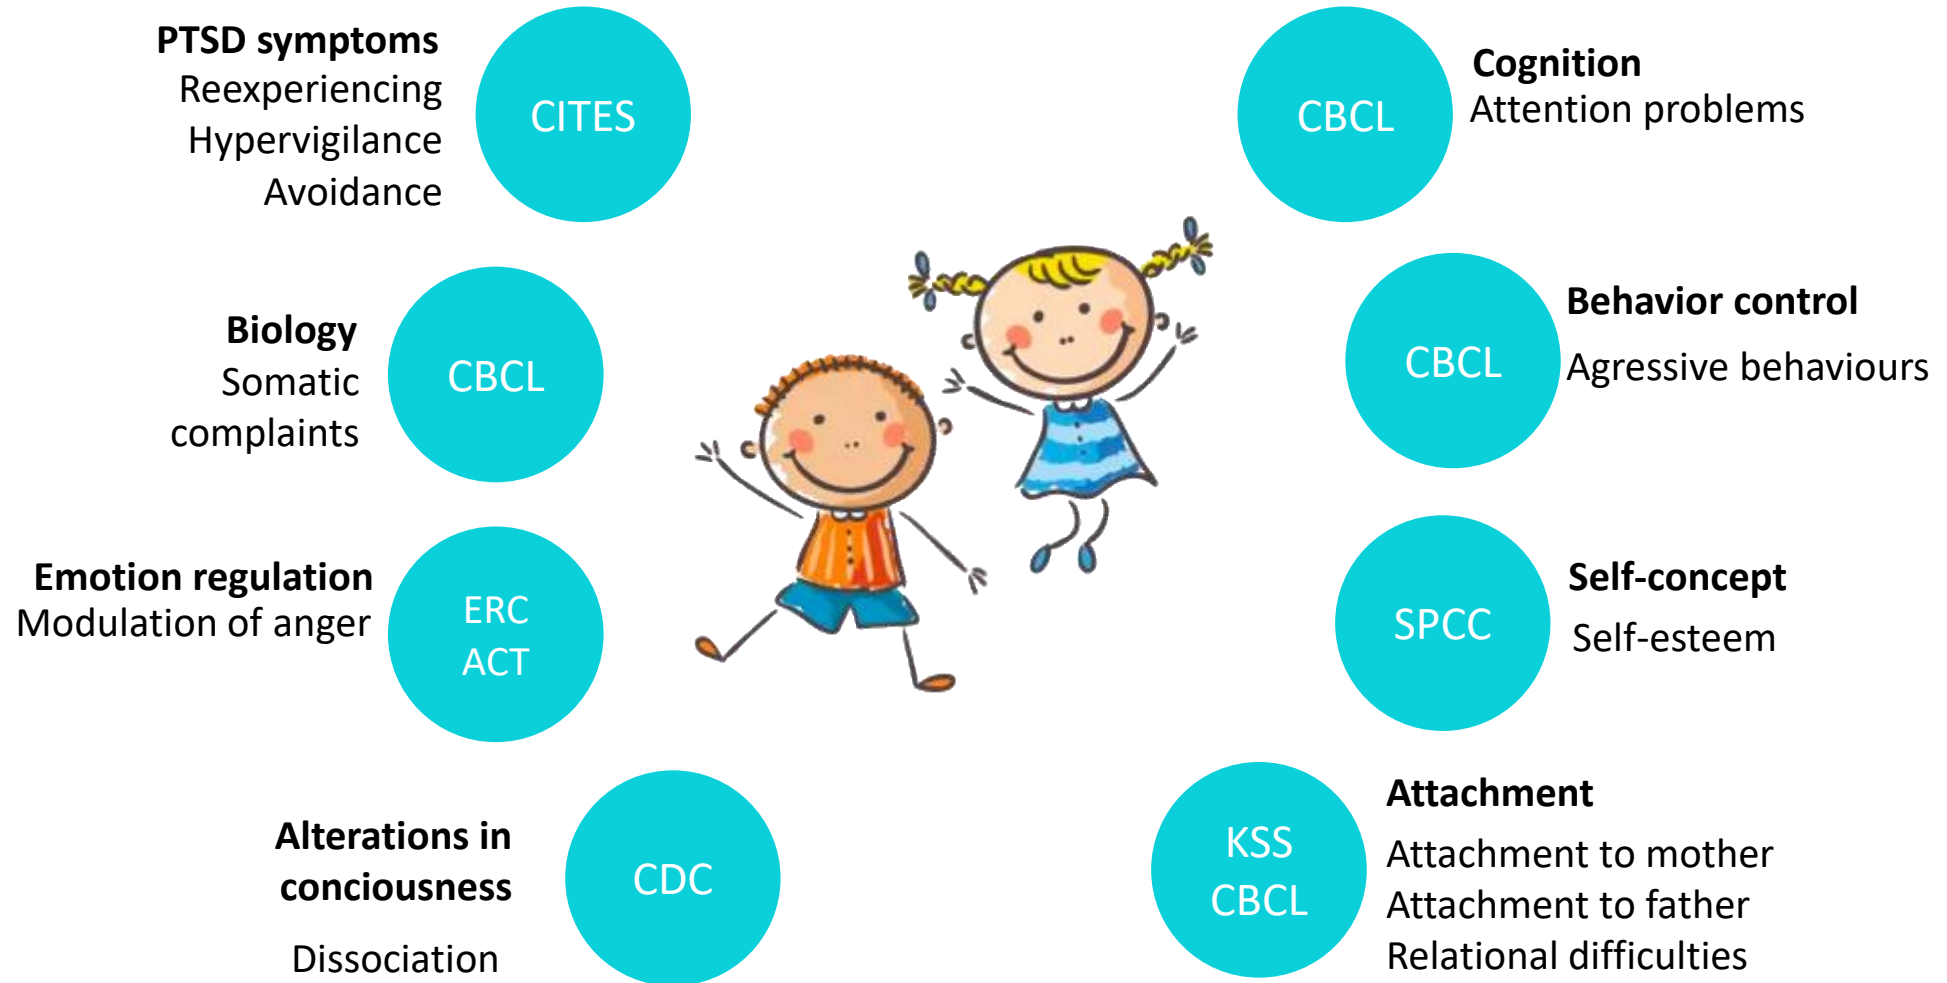 PTSD symptoms
Reexperiencing
Hypervigilance
Avoidance
CITES
Biology
Somatic
complaints
CBCL
Emotion regulation
Modulation of anger
ERC
ACT
Alterations in
conciousness
Dissociation
CDC
CBCL
Cognition
Attention problems
CBCL
Behavior control
Agressive behaviours
SPCC
Self-concept
Self-esteem
KSS
CBCL
Attachment
Attachment to mother
Attachment to father
Relational difficulties